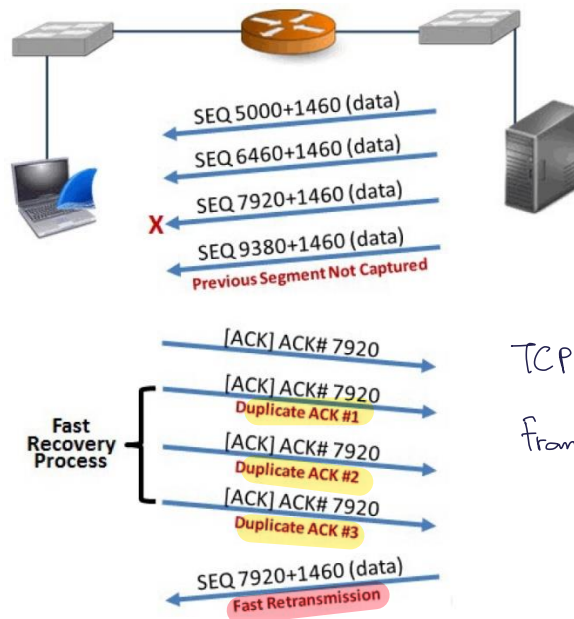 SEQ 5000+1460 (data)
SEQ 6460+1460 (data)
SEQ 7920+1460 (data)
X
SEQ 9380+1460 (data)
Previous Segment Not Captured
[ACK] ACK# 7920
TCP
[ACK] ACK# 7920
Duplicate ACK #1
from
Fast
Recovery
Process
[ACK] ACK# 7920
Duplicate ACK #2
[ACK] ACK# 7920
Duplicate ACK #3
SEQ 7920+1460 (data)
Fast Retransmission